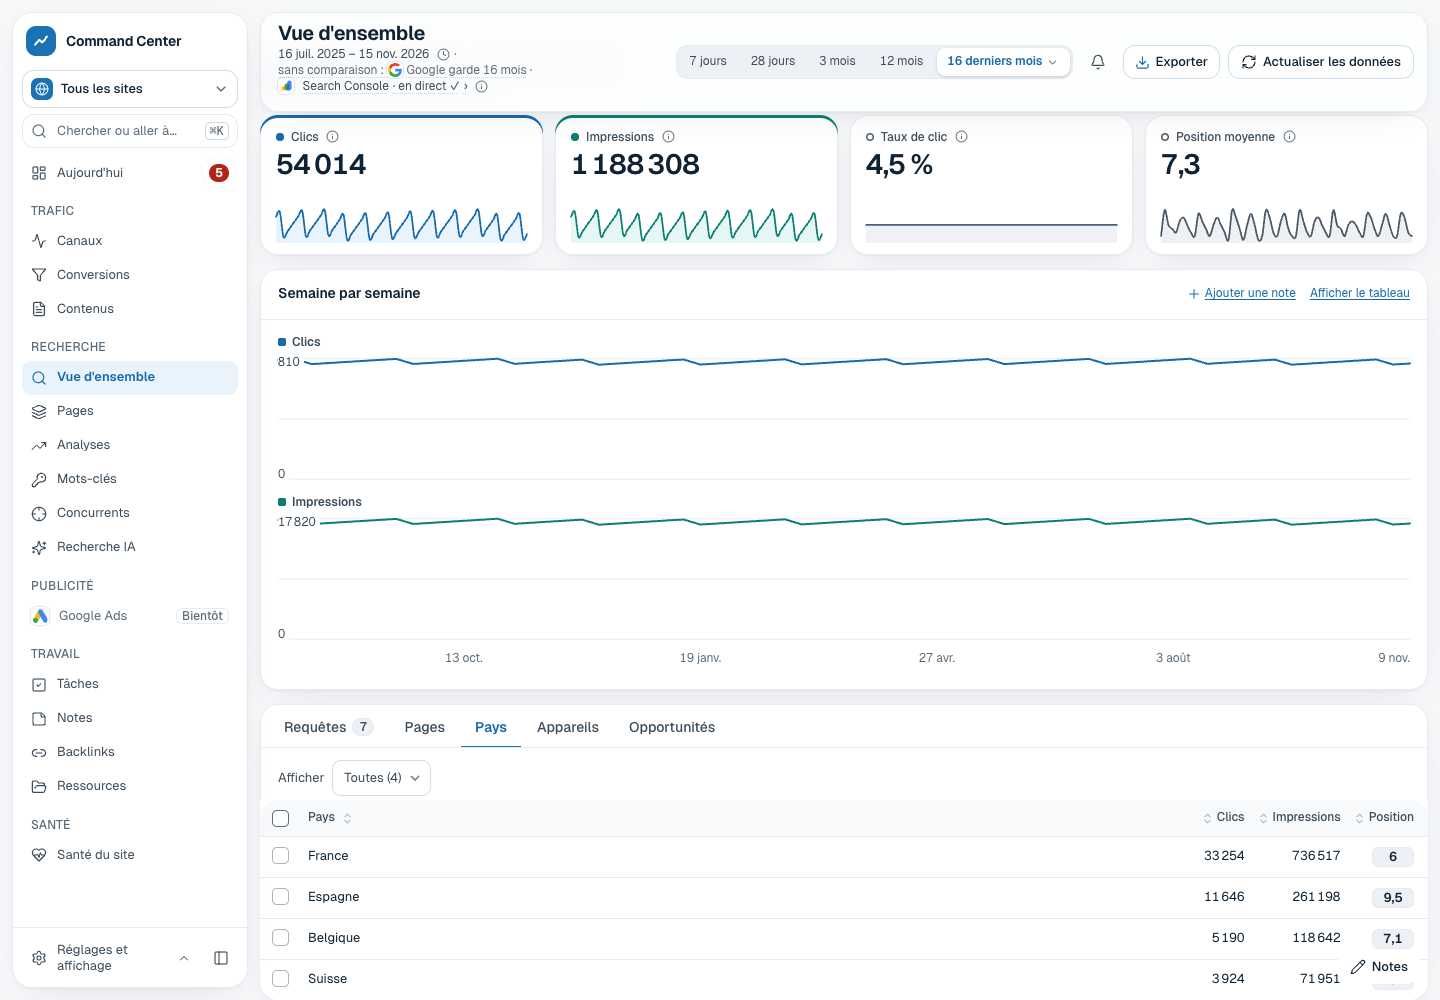 Command Center
Tous les sites
Chercher ou aller à…
⌘K
Aujourd'hui
5
TRAFIC
Canaux
Conversions
Contenus
RECHERCHE
Vue d'ensemble
Pages
Analyses
Mots-clés
Concurrents
Recherche IA
PUBLICITÉ
Google Ads
Bientôt
TRAVAIL
Tâches
Notes
Backlinks
Ressources
SANTÉ
Santé du site
Réglages et
affichage
Vue d'ensemble
16 juil. 2025 – 15 nov. 2026 ·
sans comparaison : Google garde 16 mois ·
Search Console · en direct ✓ ›
7 jours
28 jours
3 mois
12 mois
16 derniers mois
Exporter
Actualiser les données
Clics
54 014
Impressions
1 188 308
Taux de clic
4,5 %
Position moyenne
7,3
Semaine par semaine
Ajouter une note
Afficher le tableau
Clics
810
0
Impressions
17 820
0
13 oct.
19 janv.
27 avr.
3 août
9 nov.
Requêtes 7
Pages
Pays
Appareils
Opportunités
Afficher
Toutes (4)
Pays Clics Impressions Position
France 33 254 736 517 6
Espagne 11 646 261 198 9,5
Belgique 5 190 118 642 7,1
Suisse 3 924 71 951
Notes